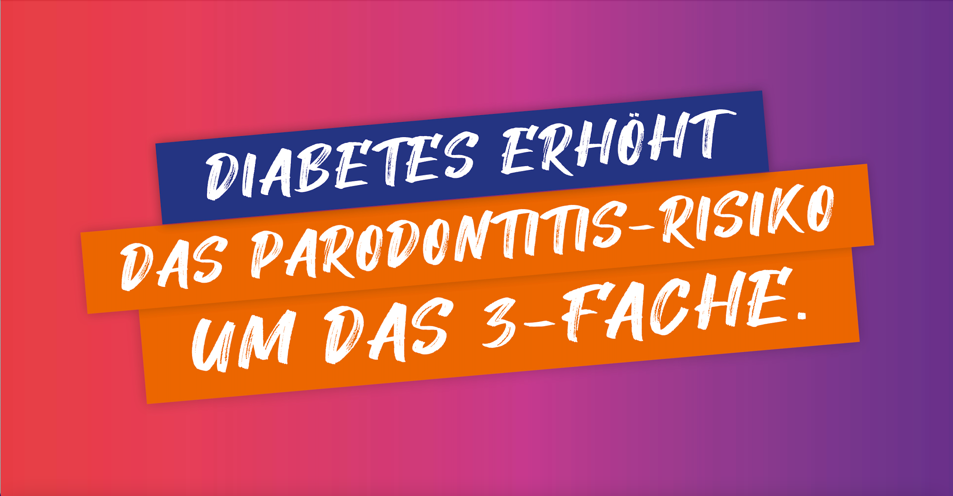 DIABETES ERHÖHT
DAS PARODONTITIS-RISIKO
UM DAS 3-FACHE.